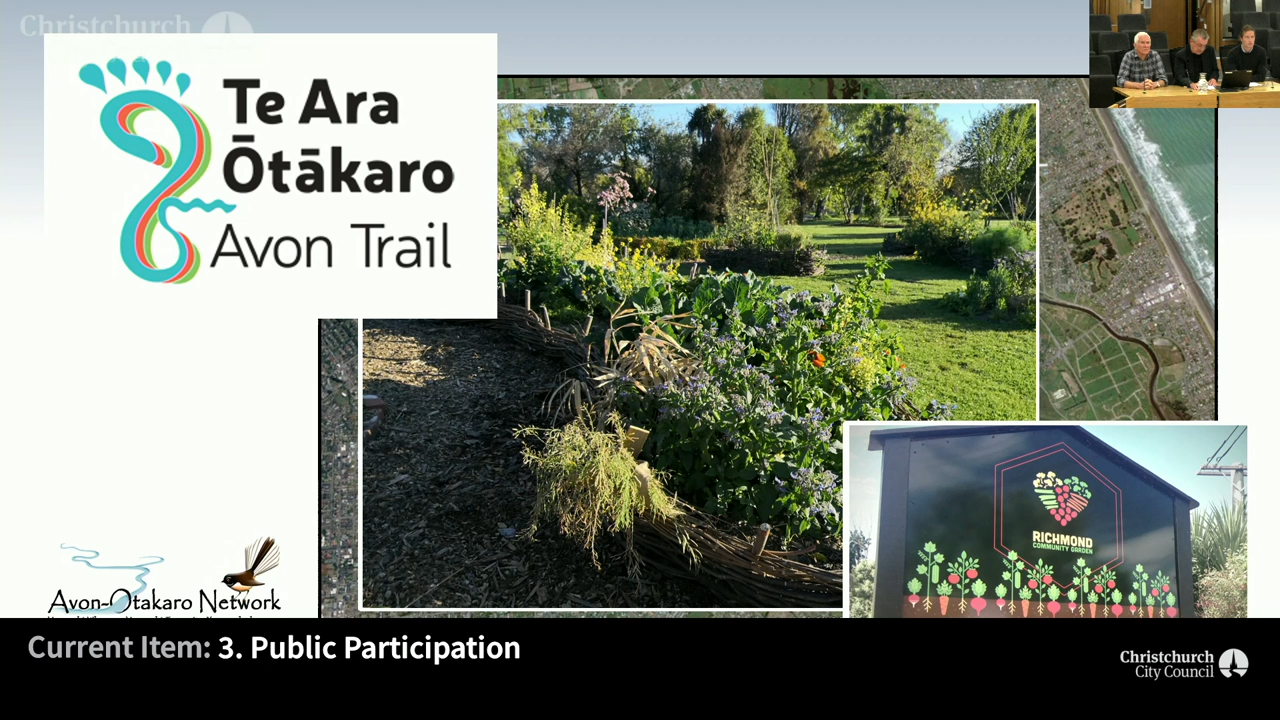 Christchurch
Te Ara
Ōtākaro
Avon Trail
RICHMOND
COMMUNITY GARDEN
Avon-Otakaro Network
Current Item: 3. Public Participation
Christchurch
City Council